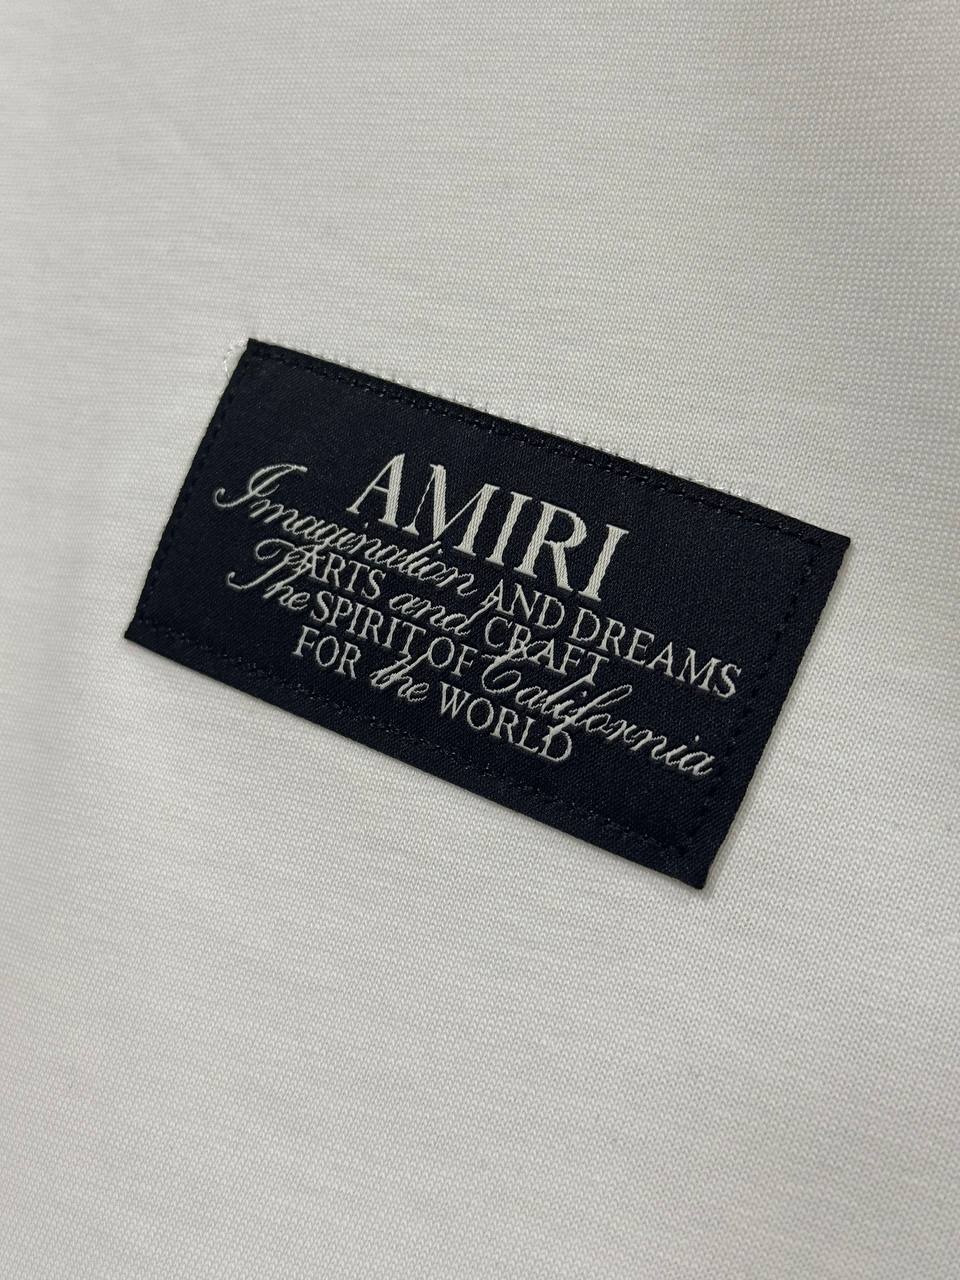 AMIRI
Imagination AND DREAMS
ARTS and CRAFT
The SPIRIT OF California
FOR the WORLD